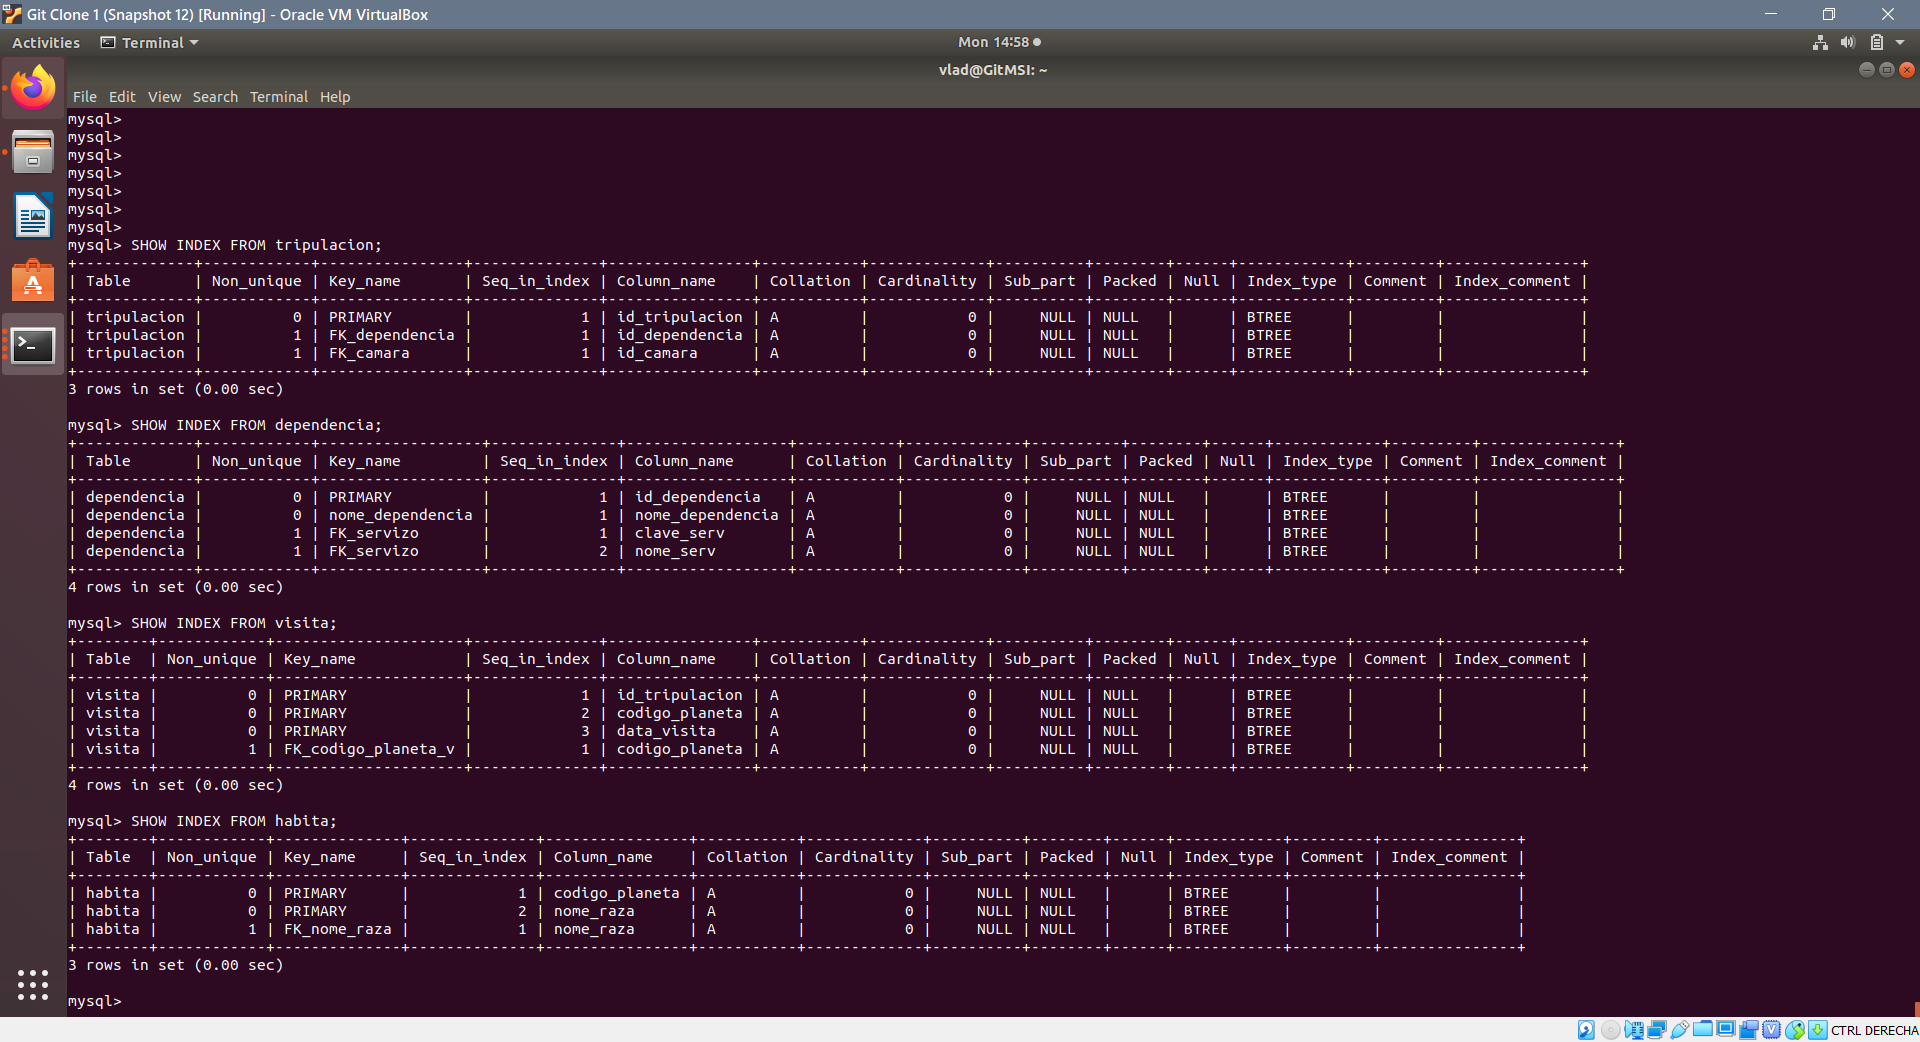 Git Clone 1 (Snapshot 12) [Running] - Oracle VM VirtualBox
Activities Terminal Mon 14:58
vlad@GitMSI: ~
File Edit View Search Terminal Help
mysql>
mysql>
mysql>
mysql>
mysql>
mysql>
mysql>
mysql> SHOW INDEX FROM tripulacion;
+-------------+------------+----------------+--------------+----------------+-----------+-------------+----------+--------+------+------------+---------+---------------+
| Table       | Non_unique | Key_name       | Seq_in_index | Column_name    | Collation | Cardinality | Sub_part | Packed | Null | Index_type | Comment | Index_comment |
+-------------+------------+----------------+--------------+----------------+-----------+-------------+----------+--------+------+------------+---------+---------------+
| tripulacion |          0 | PRIMARY        |            1 | id_tripulacion | A         |           0 |     NULL | NULL   |      | BTREE      |         |               |
| tripulacion |          1 | FK_dependencia |            1 | id_dependencia | A         |           0 |     NULL | NULL   |      | BTREE      |         |               |
| tripulacion |          1 | FK_camara      |            1 | id_camara      | A         |           0 |     NULL | NULL   |      | BTREE      |         |               |
+-------------+------------+----------------+--------------+----------------+-----------+-------------+----------+--------+------+------------+---------+---------------+
3 rows in set (0.00 sec)
mysql> SHOW INDEX FROM dependencia;
+-------------+------------+------------------+--------------+------------------+-----------+-------------+----------+--------+------+------------+---------+---------------+
| Table       | Non_unique | Key_name         | Seq_in_index | Column_name      | Collation | Cardinality | Sub_part | Packed | Null | Index_type | Comment | Index_comment |
+-------------+------------+------------------+--------------+------------------+-----------+-------------+----------+--------+------+------------+---------+---------------+
| dependencia |          0 | PRIMARY          |            1 | id_dependencia   | A         |           0 |     NULL | NULL   |      | BTREE      |         |               |
| dependencia |          0 | nome_dependencia |            1 | nome_dependencia | A         |           0 |     NULL | NULL   |      | BTREE      |         |               |
| dependencia |          1 | FK_servizo       |            1 | clave_serv       | A         |           0 |     NULL | NULL   |      | BTREE      |         |               |
| dependencia |          1 | FK_servizo       |            2 | nome_serv        | A         |           0 |     NULL | NULL   |      | BTREE      |         |               |
+-------------+------------+------------------+--------------+------------------+-----------+-------------+----------+--------+------+------------+---------+---------------+
4 rows in set (0.00 sec)
mysql> SHOW INDEX FROM visita;
+--------+------------+---------------------+--------------+----------------+-----------+-------------+----------+--------+------+------------+---------+---------------+
| Table  | Non_unique | Key_name            | Seq_in_index | Column_name    | Collation | Cardinality | Sub_part | Packed | Null | Index_type | Comment | Index_comment |
+--------+------------+---------------------+--------------+----------------+-----------+-------------+----------+--------+------+------------+---------+---------------+
| visita |          0 | PRIMARY             |            1 | id_tripulacion | A         |           0 |     NULL | NULL   |      | BTREE      |         |               |
| visita |          0 | PRIMARY             |            2 | codigo_planeta | A         |           0 |     NULL | NULL   |      | BTREE      |         |               |
| visita |          0 | PRIMARY             |            3 | data_visita    | A         |           0 |     NULL | NULL   |      | BTREE      |         |               |
| visita |          1 | FK_codigo_planeta_v |            1 | codigo_planeta | A         |           0 |     NULL | NULL   |      | BTREE      |         |               |
+--------+------------+---------------------+--------------+----------------+-----------+-------------+----------+--------+------+------------+---------+---------------+
4 rows in set (0.00 sec)
mysql> SHOW INDEX FROM habita;
+--------+------------+--------------+--------------+----------------+-----------+-------------+----------+--------+------+------------+---------+---------------+
| Table  | Non_unique | Key_name     | Seq_in_index | Column_name    | Collation | Cardinality | Sub_part | Packed | Null | Index_type | Comment | Index_comment |
+--------+------------+--------------+--------------+----------------+-----------+-------------+----------+--------+------+------------+---------+---------------+
| habita |          0 | PRIMARY      |            1 | codigo_planeta | A         |           0 |     NULL | NULL   |      | BTREE      |         |               |
| habita |          0 | PRIMARY      |            2 | nome_raza      | A         |           0 |     NULL | NULL   |      | BTREE      |         |               |
| habita |          1 | FK_nome_raza |            1 | nome_raza      | A         |           0 |     NULL | NULL   |      | BTREE      |         |               |
+--------+------------+--------------+--------------+----------------+-----------+-------------+----------+--------+------+------------+---------+---------------+
3 rows in set (0.00 sec)
mysql>
CTRL DERECHA